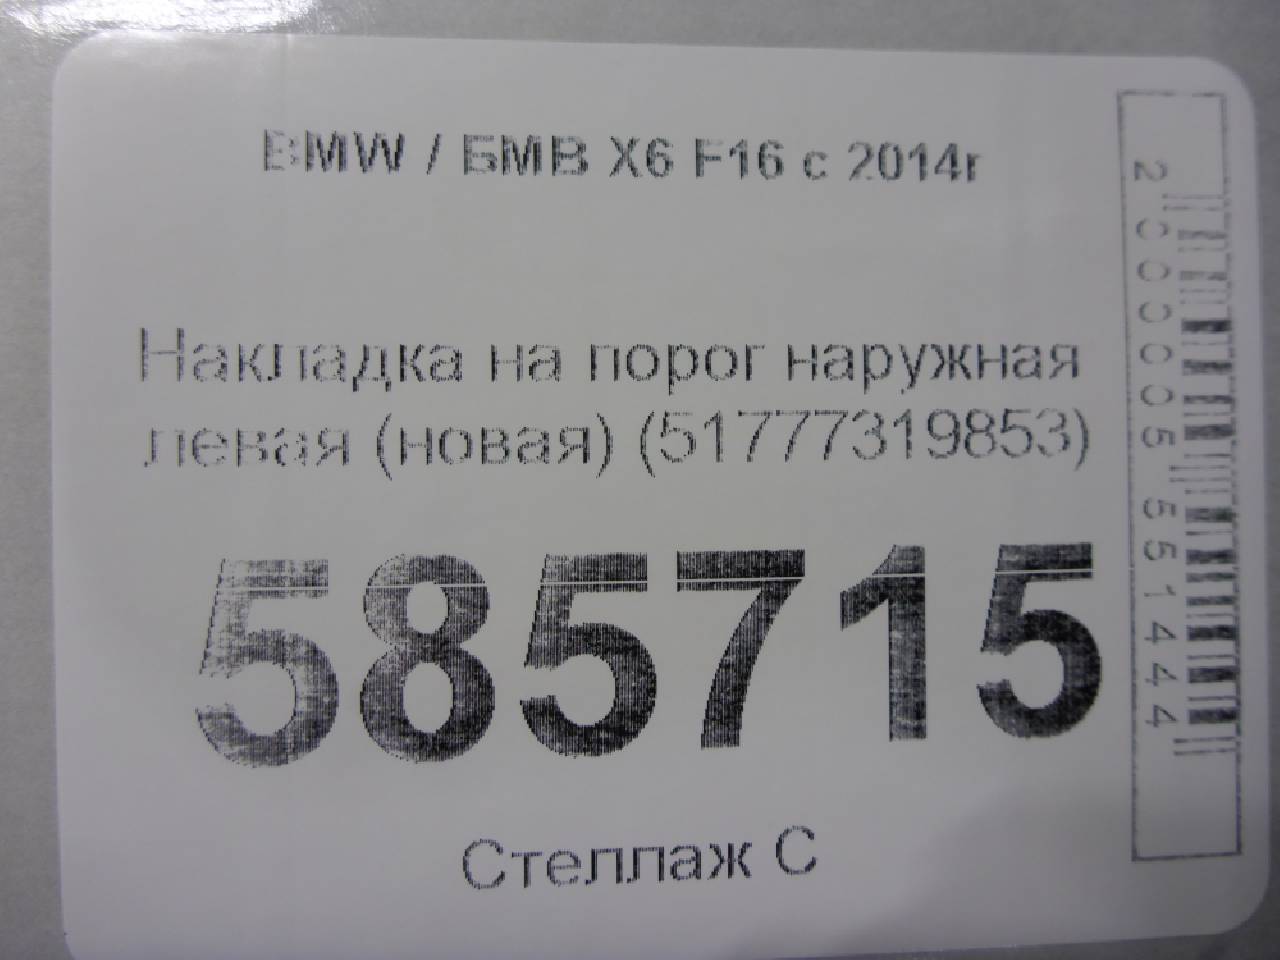 BMW / БМВ X6 F16 с 2014г
Накладка на порог наружная
левая (новая) (51777319853)
585715
Стеллаж С
2000005551444